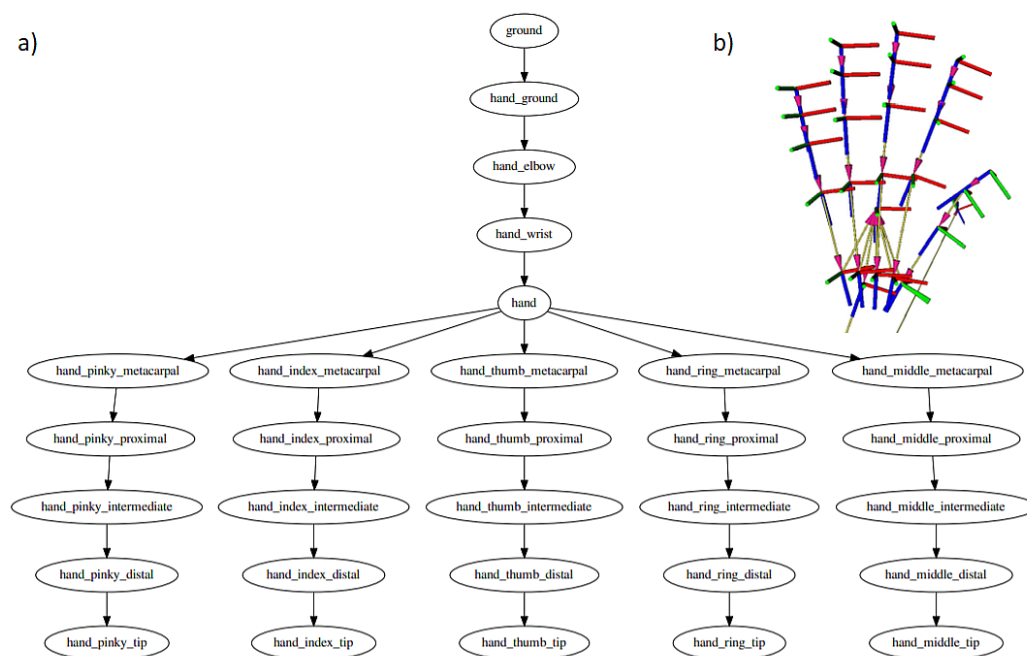 a)
b)
ground
hand_ground
hand_elbow
hand_wrist
hand
hand_pinky_metacarpal hand_index_metacarpal hand_thumb_metacarpal hand_ring_metacarpal hand_middle_metacarpal
hand_pinky_proximal hand_index_proximal hand_thumb_proximal hand_ring_proximal hand_middle_proximal
hand_pinky_intermediate hand_index_intermediate hand_thumb_intermediate hand_ring_intermediate hand_middle_intermediate
hand_pinky_distal hand_index_distal hand_thumb_distal hand_ring_distal hand_middle_distal
hand_pinky_tip hand_index_tip hand_thumb_tip hand_ring_tip hand_middle_tip